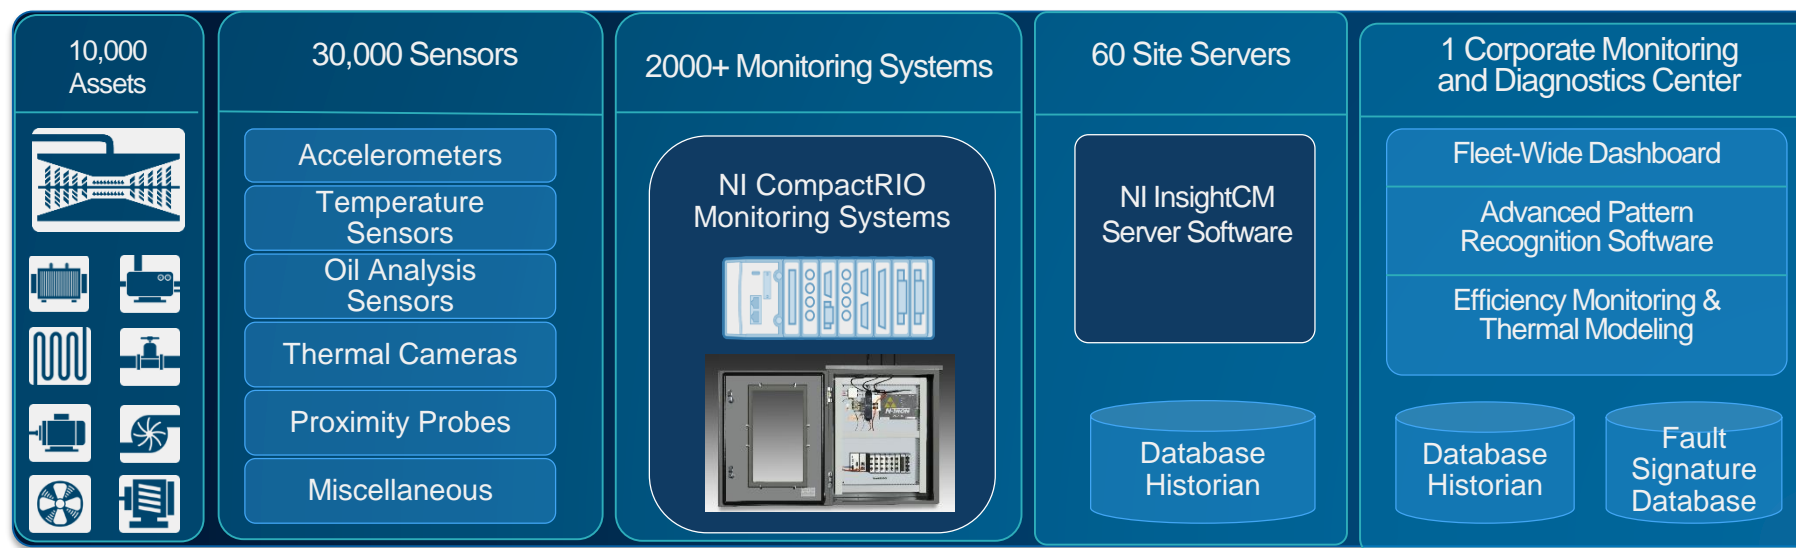 10,000
Assets
30,000 Sensors
Accelerometers
Temperature
Sensors
Oil Analysis
Sensors
Thermal Cameras
Proximity Probes
Miscellaneous
2000+ Monitoring Systems
NI CompactRIO
Monitoring Systems
N-TRON
60 Site Servers
NI InsightCM
Server Software
Database
Historian
1 Corporate Monitoring
and Diagnostics Center
Fleet-Wide Dashboard
Advanced Pattern
Recognition Software
Efficiency Monitoring &
Thermal Modeling
Database
Historian
Fault
Signature
Database